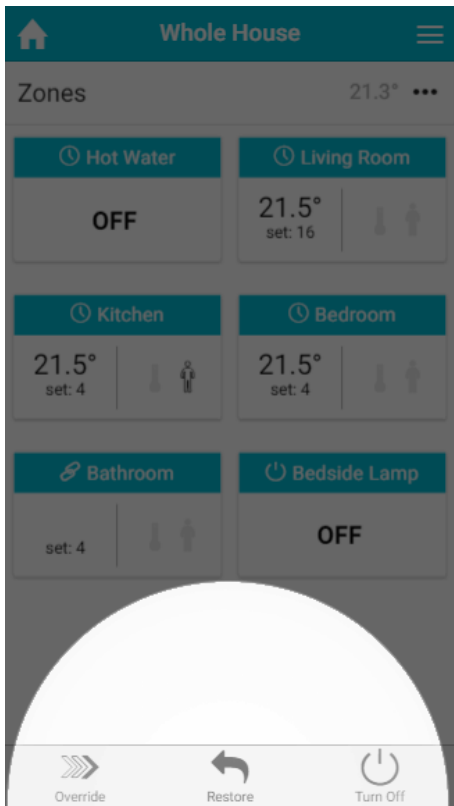 Whole House
Zones 21.3° •••
Hot Water Living Room
OFF
21.5°
set: 16
Kitchen Bedroom
21.5°
set: 4
21.5°
set: 4
Bathroom Bedside Lamp
set: 4
OFF
Override Restore Turn Off